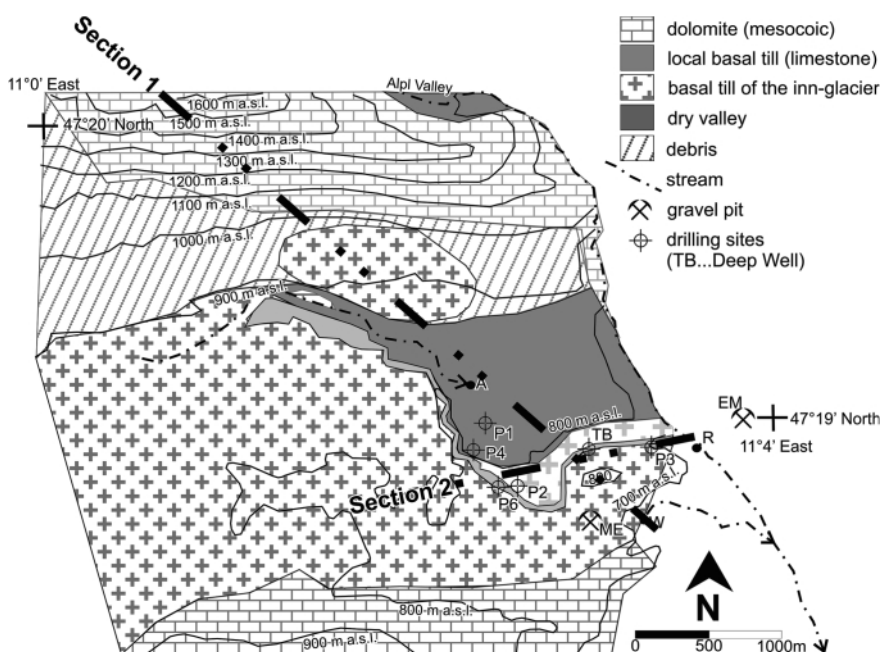 Section 1
11°0' East
47°20' North
Alpl Valley
1600 m a.s.l.
1500 m a.s.l.
1400 m a.s.l.
1300 m a.s.l.
1200 m a.s.l.
1100 m a.s.l.
1000 m a.s.l.
900 m a.s.l.
dolomite (mesocoic)
local basal till (limestone)
basal till of the inn-glacier
dry valley
debris
stream
gravel pit
drilling sites
(TB...Deep Well)
A
P1
P4
800 m a.s.l.
TB
P3
R
EM
47°19' North
11°4' East
Section 2
P6
P2
800
700 m a.s.l.
W
ME
800 m a.s.l.
900 m a.s.l.
N
0 500 1000m